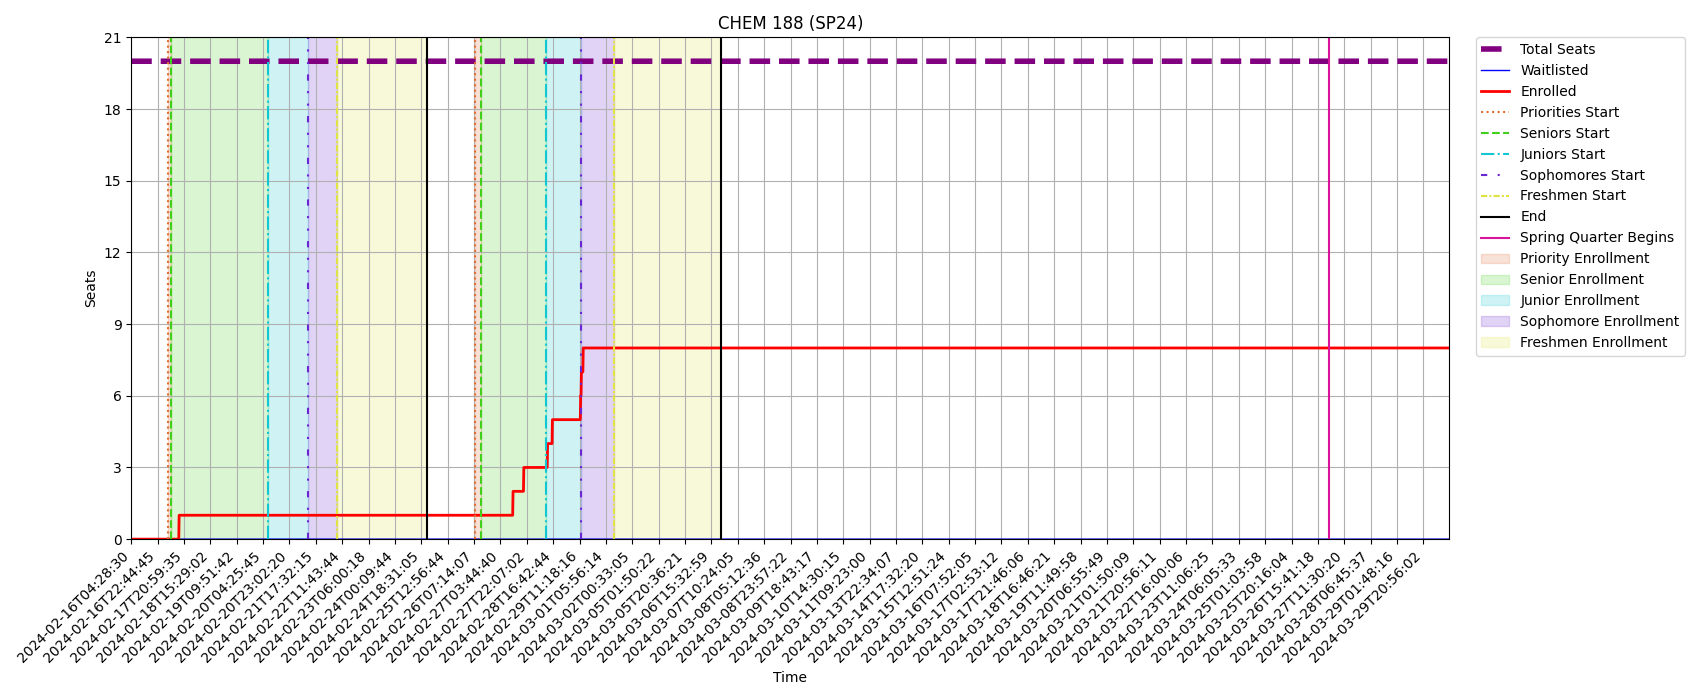 CHEM 188 (SP24)
Seats
21
18
15
12
9
6
3
0
2024-02-16T04:28:30
2024-02-16T22:44:45
2024-02-17T20:59:35
2024-02-18T15:29:02
2024-02-19T09:51:42
2024-02-20T04:25:45
2024-02-20T23:02:20
2024-02-21T17:32:15
2024-02-22T11:43:44
2024-02-23T06:00:18
2024-02-24T00:09:44
2024-02-24T18:31:05
2024-02-25T12:56:44
2024-02-26T07:14:07
2024-02-27T03:44:40
2024-02-27T22:07:02
2024-02-28T16:42:44
2024-02-29T11:18:16
2024-03-01T05:56:14
2024-03-02T00:33:05
2024-03-05T01:50:22
2024-03-05T20:36:21
2024-03-06T15:32:59
2024-03-07T10:24:05
2024-03-08T05:12:36
2024-03-08T23:57:22
2024-03-09T18:43:17
2024-03-10T14:30:15
2024-03-11T09:23:00
2024-03-13T22:34:07
2024-03-14T17:32:20
2024-03-15T12:51:24
2024-03-16T07:52:05
2024-03-17T02:53:12
2024-03-17T21:46:06
2024-03-18T16:46:21
2024-03-19T11:49:58
2024-03-20T06:55:49
2024-03-21T01:50:09
2024-03-21T20:56:11
2024-03-22T16:00:06
2024-03-23T11:06:25
2024-03-24T06:05:33
2024-03-25T01:03:58
2024-03-25T20:16:04
2024-03-26T15:41:18
2024-03-27T11:30:20
2024-03-28T06:45:37
2024-03-29T01:48:16
2024-03-29T20:56:02
Time
Total Seats
Waitlisted
Enrolled
Priorities Start
Seniors Start
Juniors Start
Sophomores Start
Freshmen Start
End
Spring Quarter Begins
Priority Enrollment
Senior Enrollment
Junior Enrollment
Sophomore Enrollment
Freshmen Enrollment